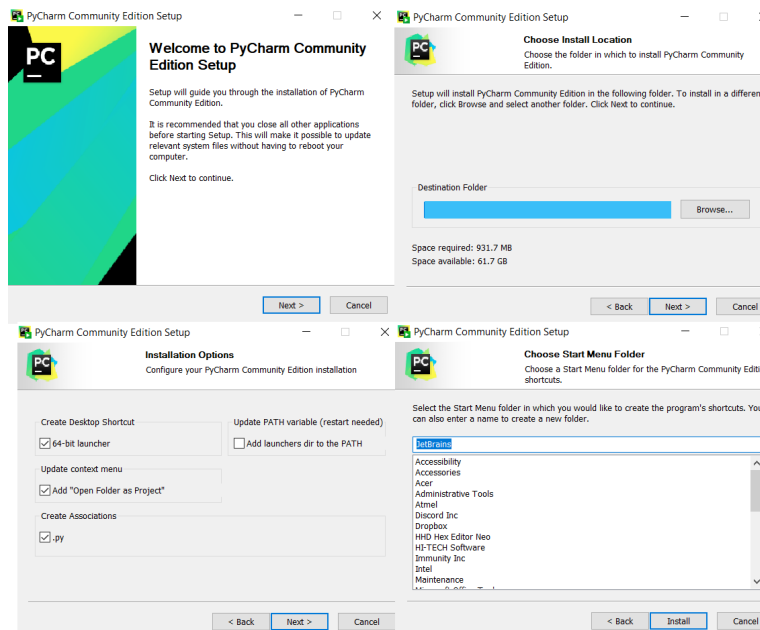 PyCharm Community Edition Setup
PC
Welcome to PyCharm Community
Edition Setup
Setup will guide you through the installation of PyCharm
Community Edition.
It is recommended that you close all other applications
before starting Setup. This will make it possible to update
relevant system files without having to reboot your
computer.
Click Next to continue.
Next >
Cancel
PyCharm Community Edition Setup
PC
Choose Install Location
Choose the folder in which to install PyCharm Community
Edition.
Setup will install PyCharm Community Edition in the following folder. To install in a differen
folder, click Browse and select another folder. Click Next to continue.
Destination Folder
Browse...
Space required: 931.7 MB
Space available: 61.7 GB
< Back
Next >
Cancel
PyCharm Community Edition Setup
PC
Installation Options
Configure your PyCharm Community Edition installation
Create Desktop Shortcut
64-bit launcher
Update PATH variable (restart needed)
Add launchers dir to the PATH
Update context menu
Add "Open Folder as Project"
Create Associations
.py
< Back
Next >
Cancel
PyCharm Community Edition Setup
PC
Choose Start Menu Folder
Choose a Start Menu folder for the PyCharm Community Editi
shortcuts.
Select the Start Menu folder in which you would like to create the program's shortcuts. You
can also enter a name to create a new folder.
JetBrains
Accessibility
Accessories
Acer
Administrative Tools
Atmel
Discord Inc
Dropbox
HHD Hex Editor Neo
HI-TECH Software
Immunity Inc
Intel
Maintenance
< Back
Install
Cancel